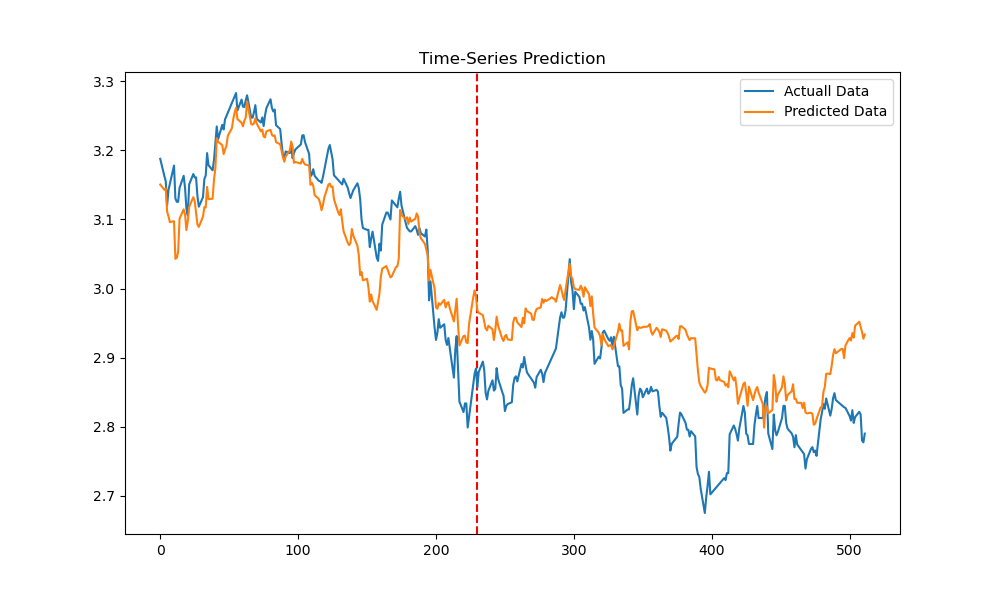 Time-Series Prediction
Actuall Data
Predicted Data
3.3
3.2
3.1
3.0
2.9
2.8
2.7
0 100 200 300 400 500